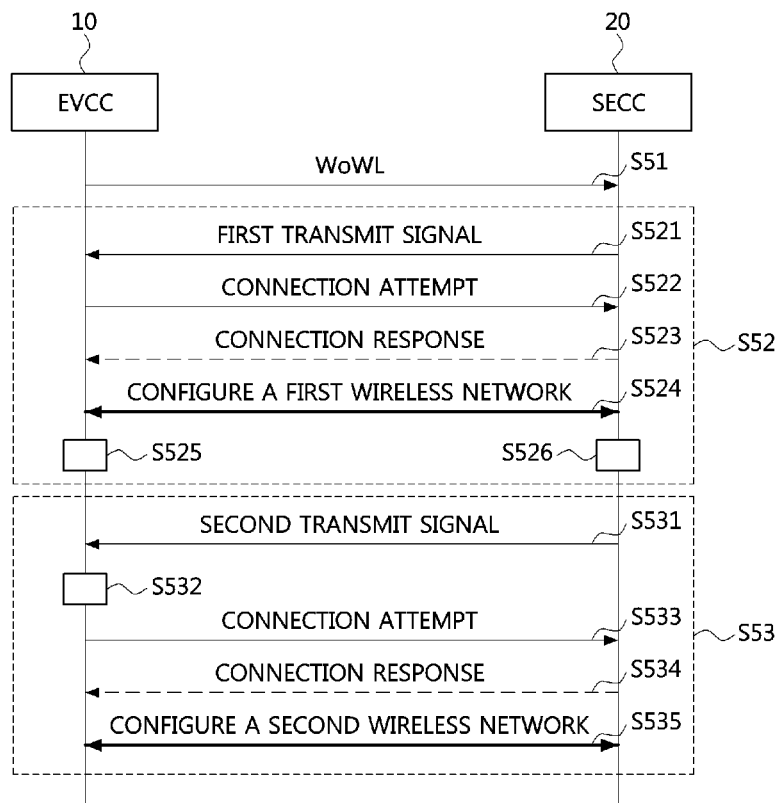 10
20
EVCC
SECC
WoWL
S51
FIRST TRANSMIT SIGNAL
S521
CONNECTION ATTEMPT
S522
CONNECTION RESPONSE
S523
S52
CONFIGURE A FIRST WIRELESS NETWORK
S524
S525
S526
SECOND TRANSMIT SIGNAL
S531
S532
CONNECTION ATTEMPT
S533
S53
CONNECTION RESPONSE
S534
CONFIGURE A SECOND WIRELESS NETWORK
S535